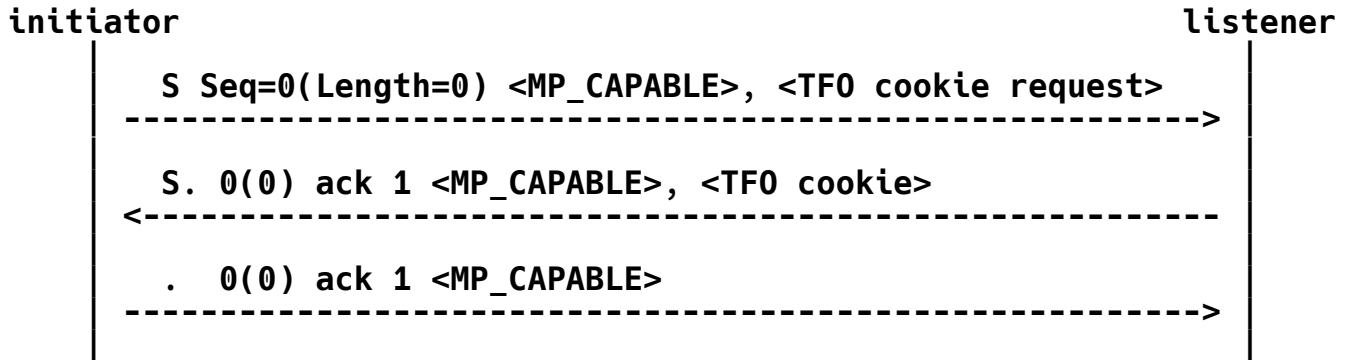 initiator listener
S Seq=0(Length=0) <MP_CAPABLE>, <TFO cookie request>
S. 0(0) ack 1 <MP_CAPABLE>, <TFO cookie>
. 0(0) ack 1 <MP_CAPABLE>